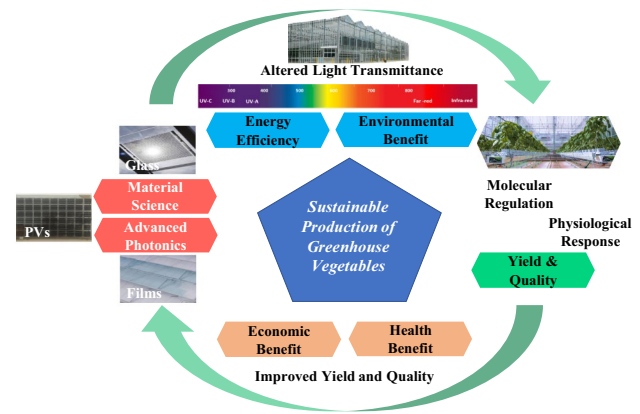 Altered Light Transmittance
300 400 500 600 700 800
UV-C UV-B UV-A Far -red Infra-red
Energy
Efficiency
Environmental
Benefit
Glass
Material
Science
PVs
Advanced
Photonics
Films
Sustainable
Production of
Greenhouse
Vegetables
Molecular
Regulation
Physiological
Response
Yield &
Quality
Economic
Benefit
Health
Benefit
Improved Yield and Quality